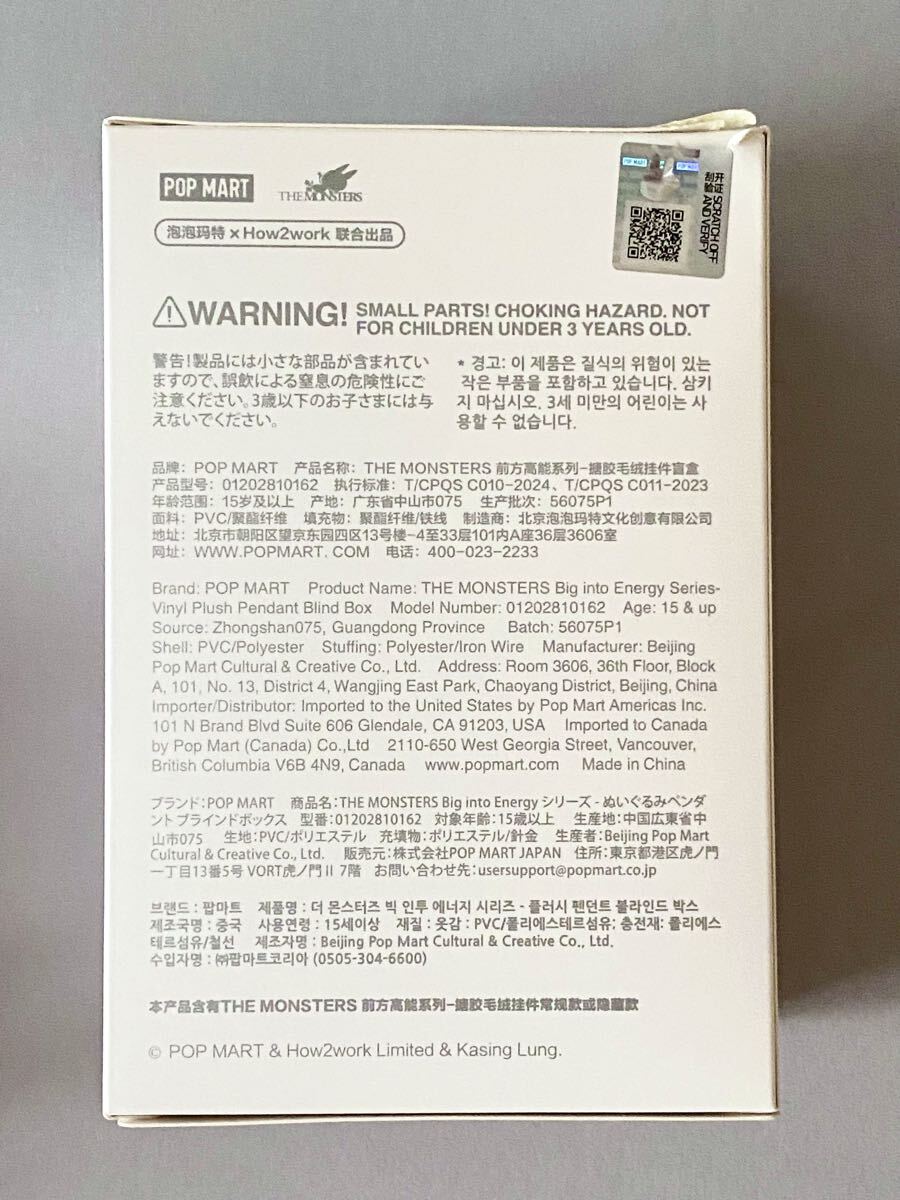 POP MART
THE MONSTERS
泡泡玛特 × How2work 联合出品
POP MART
POP MART
刮开
验证
SCRATCH OFF
AND VERIFY
WARNING! SMALL PARTS! CHOKING HAZARD. NOT
FOR CHILDREN UNDER 3 YEARS OLD.
警告！製品には小さな部品が含まれてい
ますので、誤飲による窒息の危険性にご
注意ください。3歳以下のお子さまには与
えないでください。
* 경고: 이 제품은 질식의 위험이 있는
작은 부품을 포함하고 있습니다. 삼키
지 마십시오. 3세 미만의 어린이는 사
용할 수 없습니다.
品牌：POP MART 产品名称：THE MONSTERS 前方高能系列-搪胶毛绒挂件盲盒
产品型号：01202810162 执行标准：T/CPQS C010-2024、T/CPQS C011-2023
年龄范围：15岁及以上 产地：广东省中山市075 生产批次：56075P1
面料：PVC/聚酯纤维 填充物：聚酯纤维/铁线 制造商：北京泡泡玛特文化创意有限公司
地址：北京市朝阳区望京东园四区13号楼-4至33层101内A座36层3606室
网址：WWW.POPMART.COM 电话：400-023-2233
Brand: POP MART Product Name: THE MONSTERS Big into Energy Series-
Vinyl Plush Pendant Blind Box Model Number: 01202810162 Age: 15 & up
Source: Zhongshan075, Guangdong Province Batch: 56075P1
Shell: PVC/Polyester Stuffing: Polyester/Iron Wire Manufacturer: Beijing
Pop Mart Cultural & Creative Co., Ltd. Address: Room 3606, 36th Floor, Block
A, 101, No. 13, District 4, Wangjing East Park, Chaoyang District, Beijing, China
Importer/Distributor: Imported to the United States by Pop Mart Americas Inc.
101 N Brand Blvd Suite 606 Glendale, CA 91203, USA Imported to Canada
by Pop Mart (Canada) Co.,Ltd 2110-650 West Georgia Street, Vancouver,
British Columbia V6B 4N9, Canada www.popmart.com Made in China
ブランド：POP MART 商品名：THE MONSTERS Big into Energy シリーズ - ぬいぐるみペンダ
ント ブラインドボックス 型番：01202810162 対象年齢：15歳以上 生産地：中国広東省中
山市075 生地：PVC/ポリエステル 充填物：ポリエステル/針金 生産者：Beijing Pop Mart
Cultural & Creative Co., Ltd. 販売元：株式会社POP MART JAPAN 住所：東京都港区虎ノ門
一丁目13番5号 VORT虎ノ門Ⅱ 7階 お問い合わせ先：usersupport@popmart.co.jp
브랜드 : 팝마트 제품명 : 더 몬스터즈 빅 인투 에너지 시리즈 - 플러시 펜던트 블라인드 박스
제조국명 : 중국 사용연령 : 15세이상 재질 : 옷감 : PVC/폴리에스테르섬유; 충전재: 폴리에스
테르섬유/철선 제조자명 : Beijing Pop Mart Cultural & Creative Co., Ltd.
수입자명 : ㈜팝마트코리아 (0505-304-6600)
本产品含有THE MONSTERS 前方高能系列-搪胶毛绒挂件常规款或隐藏款
© POP MART & How2work Limited & Kasing Lung.